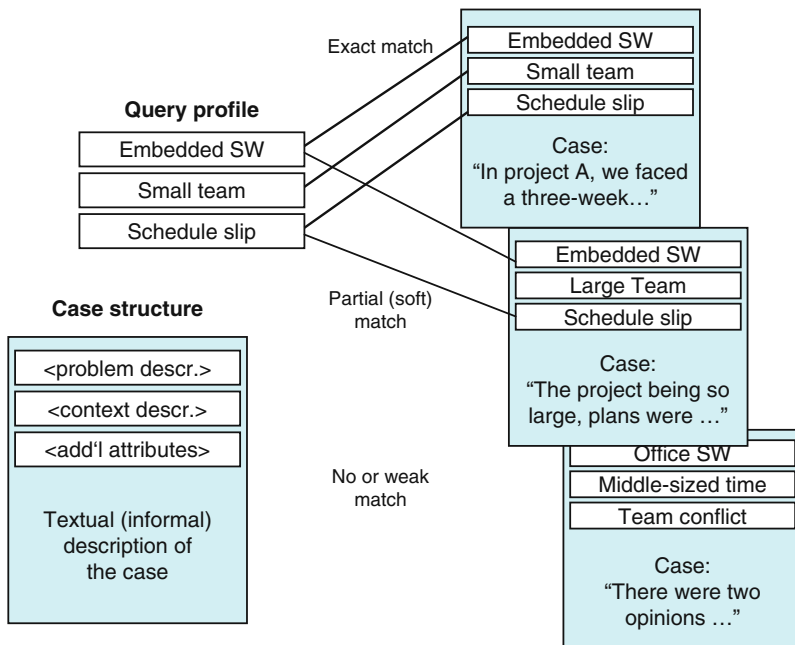 Exact match
Query profile
Embedded SW
Small team
Schedule slip
Embedded SW
Small team
Schedule slip
Case:
“In project A, we faced
a three-week…”
Partial (soft)
match
Embedded SW
Large Team
Schedule slip
Case:
“The project being so
large, plans were …”
Case structure
<problem descr.>
<context descr.>
<add‘l attributes>
Textual (informal)
description of
the case
No or weak
match
Office SW
Middle-sized time
Team conflict
Case:
“There were two
opinions …”